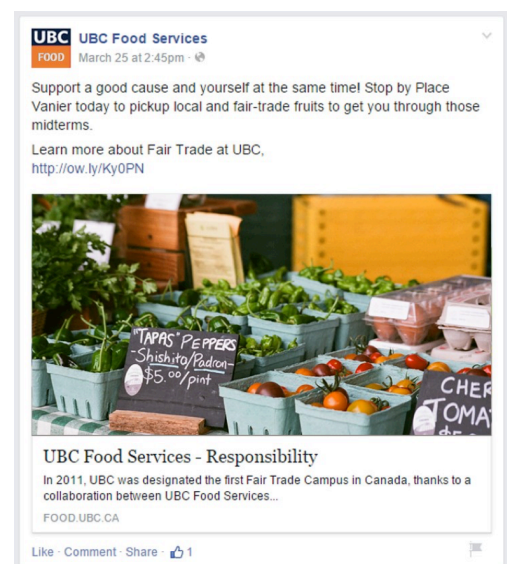 UBC
FOOD
UBC Food Services
March 25 at 2:45pm ·
Support a good cause and yourself at the same time! Stop by Place
Vanier today to pickup local and fair-trade fruits to get you through those
midterms.
Learn more about Fair Trade at UBC,
http://ow.ly/Ky0PN
"TAPAS" PEPPERS
-Shishito/Padron-
$5.00/pint
CHER
TOMA
UBC Food Services - Responsibility
In 2011, UBC was designated the first Fair Trade Campus in Canada, thanks to a
collaboration between UBC Food Services...
FOOD.UBC.CA
Like · Comment · Share · 1